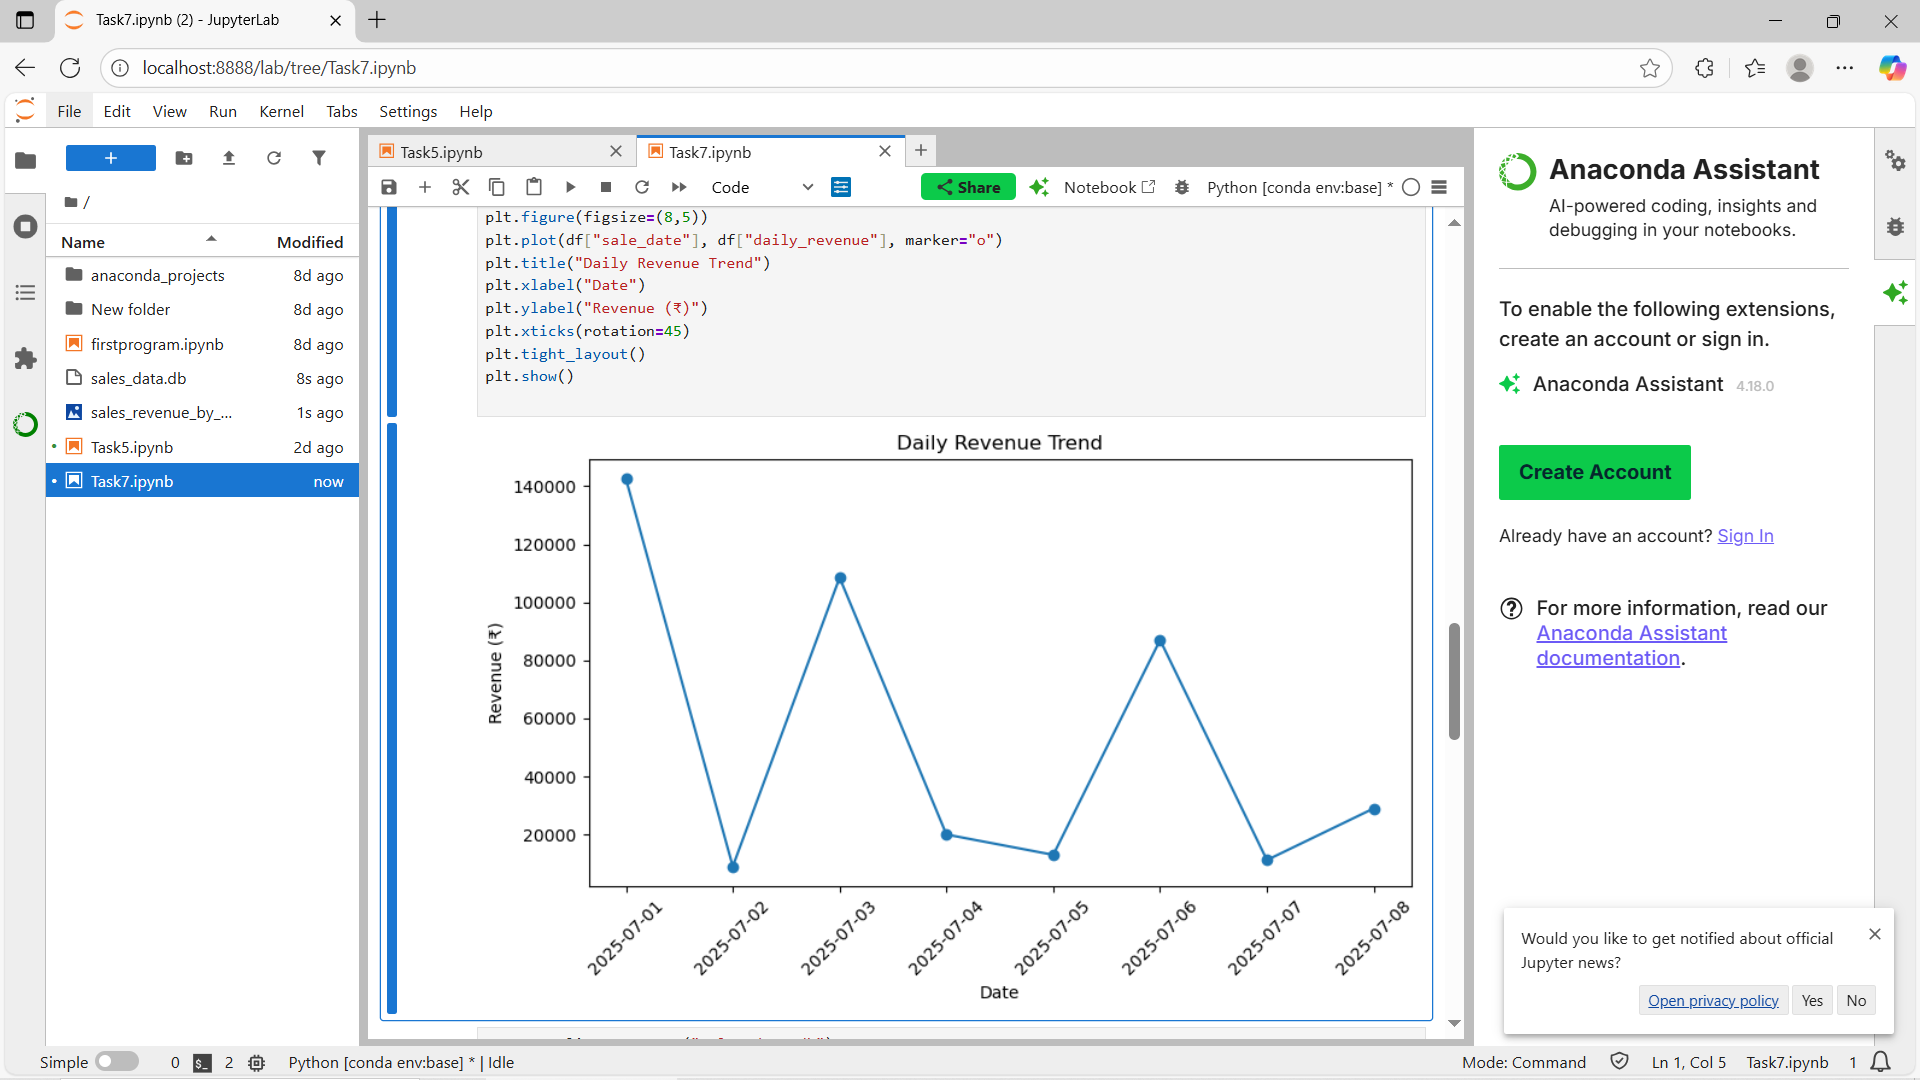 Task7.ipynb (2) - JupyterLab
localhost:8888/lab/tree/Task7.ipynb
File Edit View Run Kernel Tabs Settings Help
/
Name Modified
anaconda_projects 8d ago
New folder 8d ago
firstprogram.ipynb 8d ago
sales_data.db 8s ago
sales_revenue_by_... 1s ago
Task5.ipynb 2d ago
Task7.ipynb now
Task5.ipynb
Task7.ipynb
Code
Share
Notebook
Python [conda env:base] *
plt.figure(figsize=(8,5))
plt.plot(df["sale_date"], df["daily_revenue"], marker="o")
plt.title("Daily Revenue Trend")
plt.xlabel("Date")
plt.ylabel("Revenue (₹)")
plt.xticks(rotation=45)
plt.tight_layout()
plt.show()
Daily Revenue Trend
140000
120000
100000
80000
60000
40000
20000
Revenue (₹)
2025-07-01
2025-07-02
2025-07-03
2025-07-04
2025-07-05
2025-07-06
2025-07-07
2025-07-08
Date
Anaconda Assistant
AI-powered coding, insights and
debugging in your notebooks.
To enable the following extensions,
create an account or sign in.
Anaconda Assistant 4.18.0
Create Account
Already have an account? Sign In
For more information, read our
Anaconda Assistant
documentation.
Would you like to get notified about official
Jupyter news?
Open privacy policy Yes No
Simple 0 2 Python [conda env:base] * | Idle
Mode: Command Ln 1, Col 5 Task7.ipynb 1